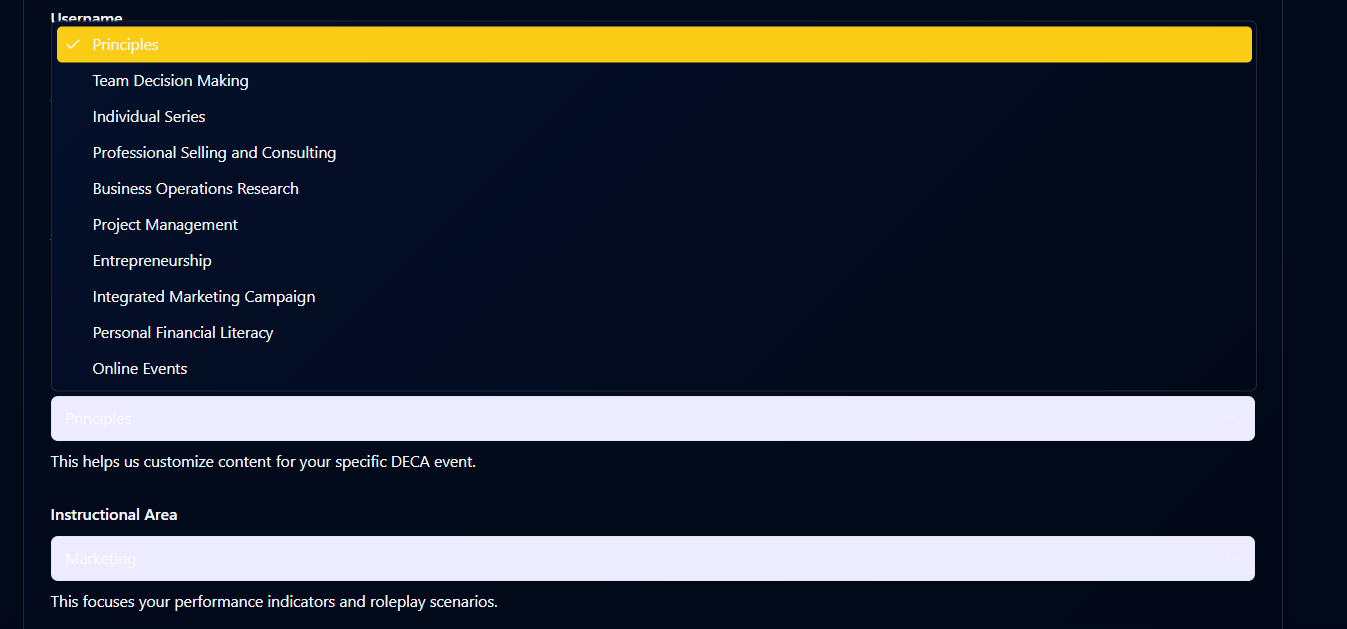 Username
Principles
Team Decision Making
Individual Series
Professional Selling and Consulting
Business Operations Research
Project Management
Entrepreneurship
Integrated Marketing Campaign
Personal Financial Literacy
Online Events
Principles
This helps us customize content for your specific DECA event.
Instructional Area
Marketing
This focuses your performance indicators and roleplay scenarios.